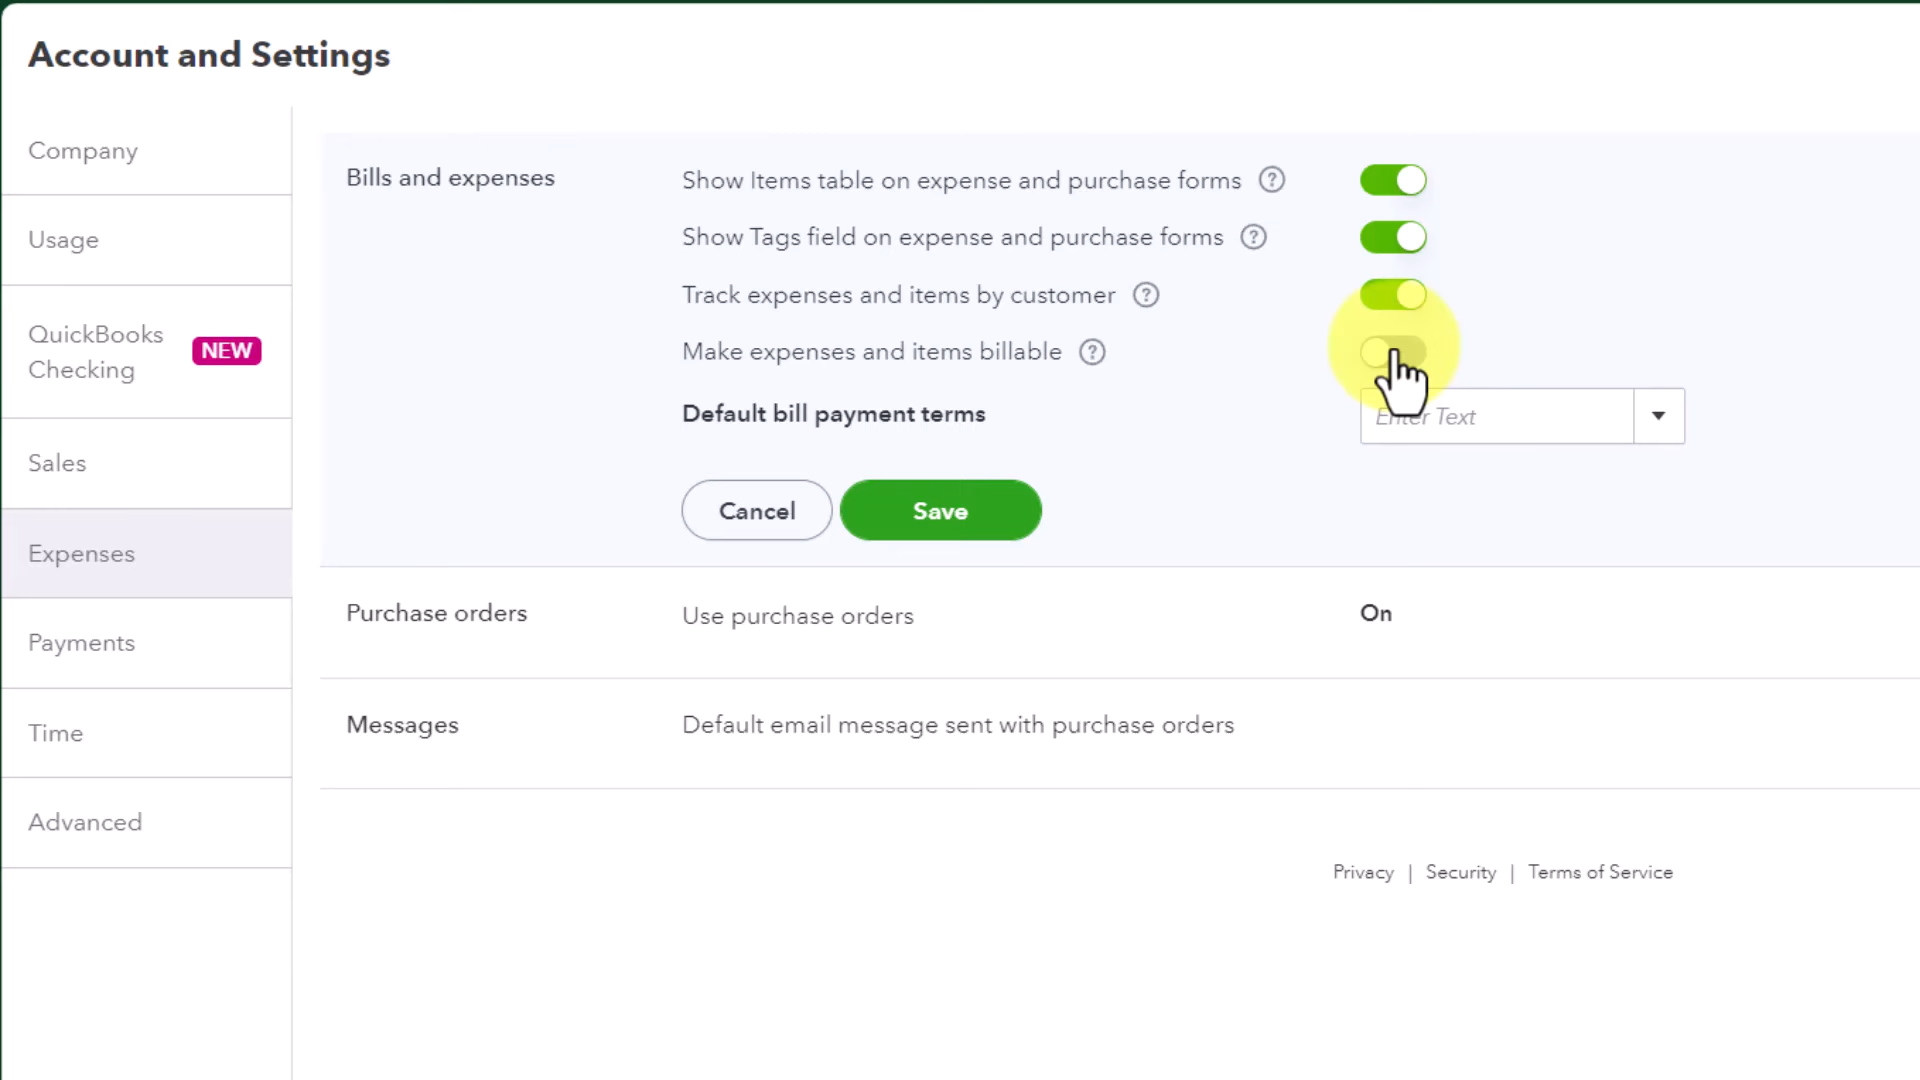 Account and Settings
Company
Usage
QuickBooks
Checking
NEW
Sales
Expenses
Payments
Time
Advanced
Bills and expenses
Show Items table on expense and purchase forms ?
Show Tags field on expense and purchase forms ?
Track expenses and items by customer ?
Make expenses and items billable ?
Default bill payment terms
Enter Text
Cancel
Save
Purchase orders
Use purchase orders
On
Messages
Default email message sent with purchase orders
Privacy | Security | Terms of Service